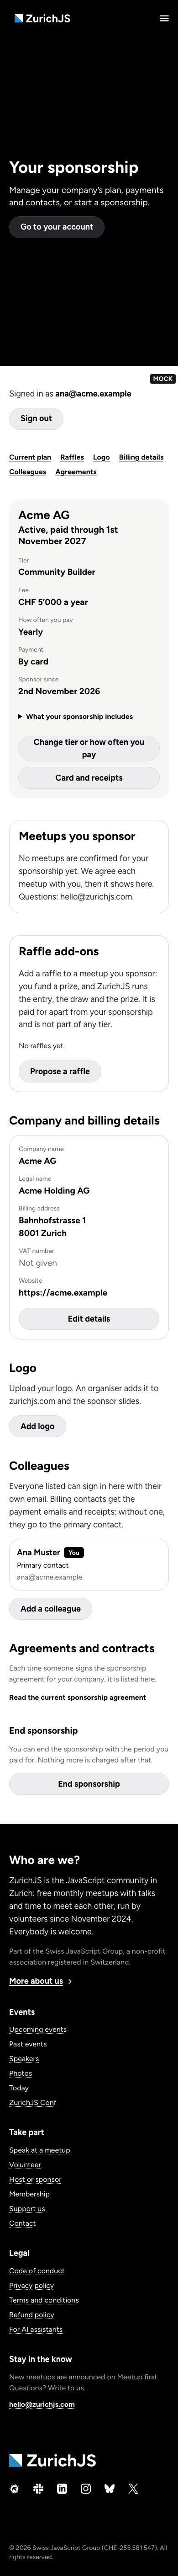 ZurichJS
Your sponsorship
Manage your company's plan, payments
and contacts, or start a sponsorship.
Go to your account
MOCK
Signed in as ana@acme.example
Sign out
Current plan Raffles Logo Billing details
Colleagues Agreements
Acme AG
Active, paid through 1st
November 2027
Tier
Community Builder
Fee
CHF 5'000 a year
How often you pay
Yearly
Payment
By card
Sponsor since
2nd November 2026
What your sponsorship includes
Change tier or how often you
pay
Card and receipts
Meetups you sponsor
No meetups are confirmed for your
sponsorship yet. We agree each
meetup with you, then it shows here.
Questions: hello@zurichjs.com.
Raffle add-ons
Add a raffle to a meetup you sponsor:
you fund a prize, and ZurichJS runs
the entry, draw and the prize. It is
paid for apart from your sponsorship
and is not part of any tier.
No raffles yet.
Propose a raffle
Company and billing details
Company name
Acme AG
Legal name
Acme Holding AG
Billing address
Bahnhofstrasse 1
8001 Zurich
VAT number
Not given
Website
https://acme.example
Edit details
Logo
Upload your logo. An organiser adds it to
zurichjs.com and the sponsor slides.
Add logo
Colleagues
Everyone listed can sign in here with their
own email. Billing contacts get the
payment emails and receipts; without one,
they go to the primary contact.
Ana Muster You
Primary contact
ana@acme.example
Add a colleague
Agreements and contracts
Each time someone signs the sponsorship
agreement for your company, it is listed here.
Read the current sponsorship agreement
End sponsorship
You can end the sponsorship with the period you
paid for. Nothing more is charged after that.
End sponsorship
Who are we?
ZurichJS is the JavaScript community in
Zurich: free monthly meetups with talks
and time to meet each other, run by
volunteers since November 2024.
Everybody is welcome.
Part of the Swiss JavaScript Group, a non-profit
association registered in Switzerland.
More about us
Events
Upcoming events
Past events
Speakers
Photos
Today
ZurichJS Conf
Take part
Speak at a meetup
Volunteer
Host or sponsor
Membership
Support us
Contact
Legal
Code of conduct
Privacy policy
Terms and conditions
Refund policy
For AI assistants
Stay in the know
New meetups are announced on Meetup first.
Questions? Write to us.
hello@zurichjs.com
ZurichJS
© 2026 Swiss JavaScript Group (CHE-255.581.547). All
rights reserved.